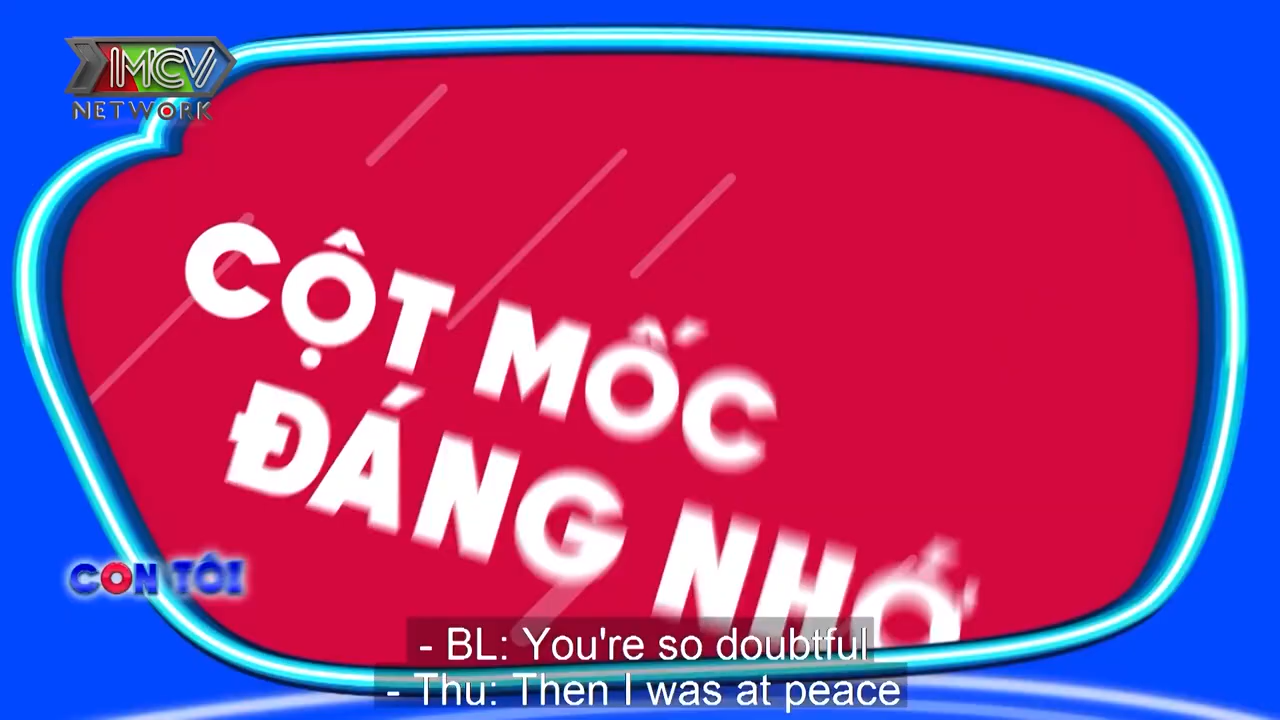 MCV
NETWORK
CỘT MỐC
ĐÁNG NHỚ
CON TÔI
- BL: You're so doubtful
- Thu: Then I was at peace